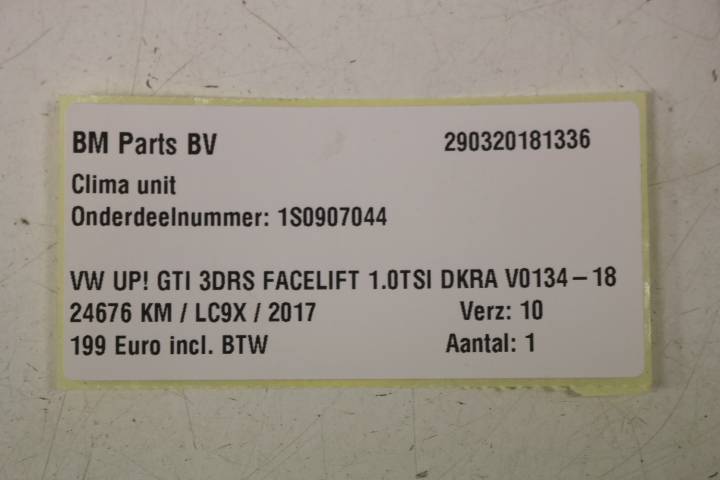 BM Parts BV 290320181336
Clima unit
Onderdeelnummer: 1S0907044
VW UP! GTI 3DRS FACELIFT 1.0TSI DKRA V0134-18
24676 KM / LC9X / 2017 Verz: 10
199 Euro incl. BTW Aantal: 1